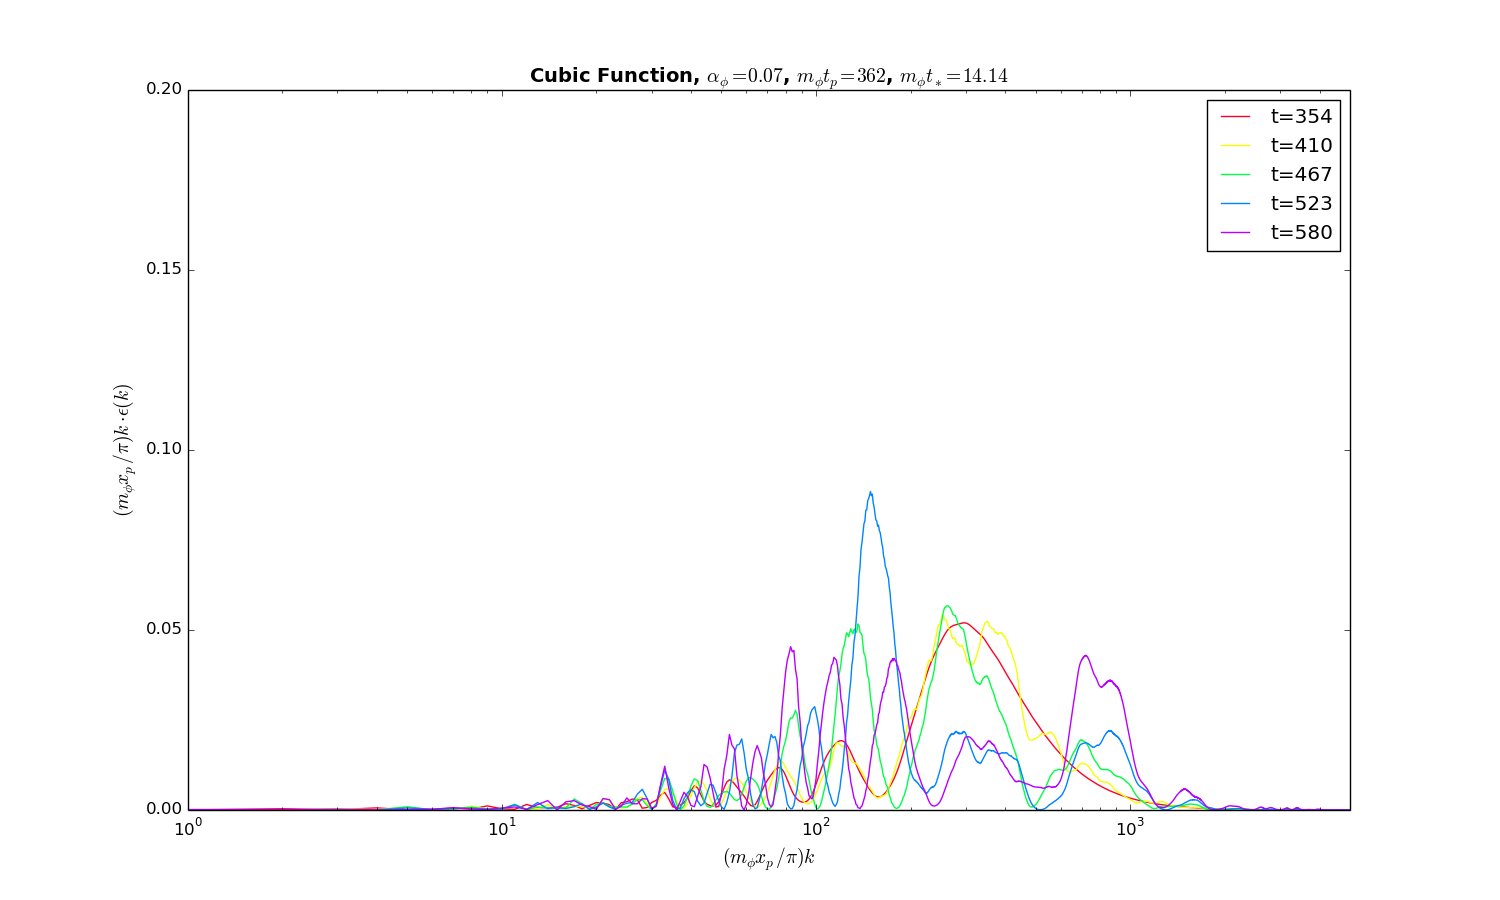 Cubic Function, α_ϕ=0.07, m_ϕt_p=362, m_ϕt_*=14.14
0.20
t=354
t=410
t=467
t=523
t=580
0.15
(m_ϕx_p/π)k·ϵ(k)
0.10
0.05
0.00
10^0 10^1 10^2 10^3
(m_ϕx_p/π)k